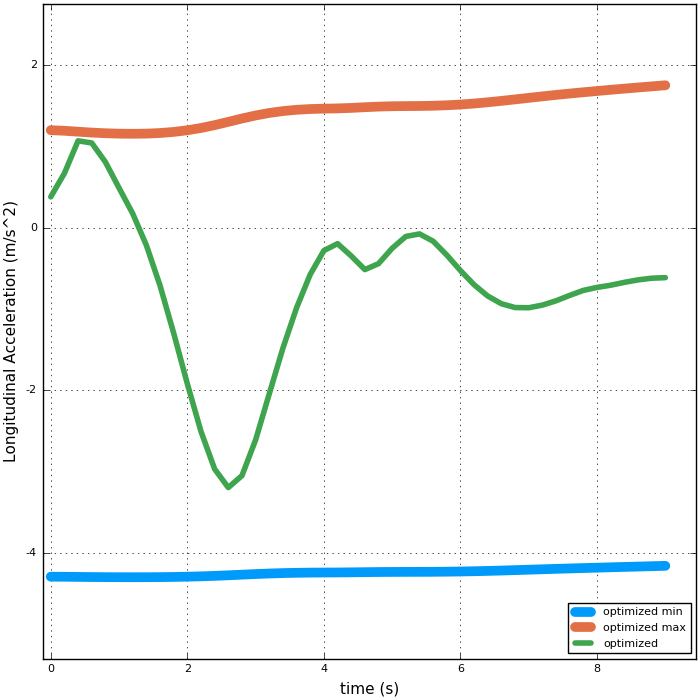 2
0
-2
-4
Longitudinal Acceleration (m/s^2)
0 2 4 6 8
time (s)
optimized min
optimized max
optimized